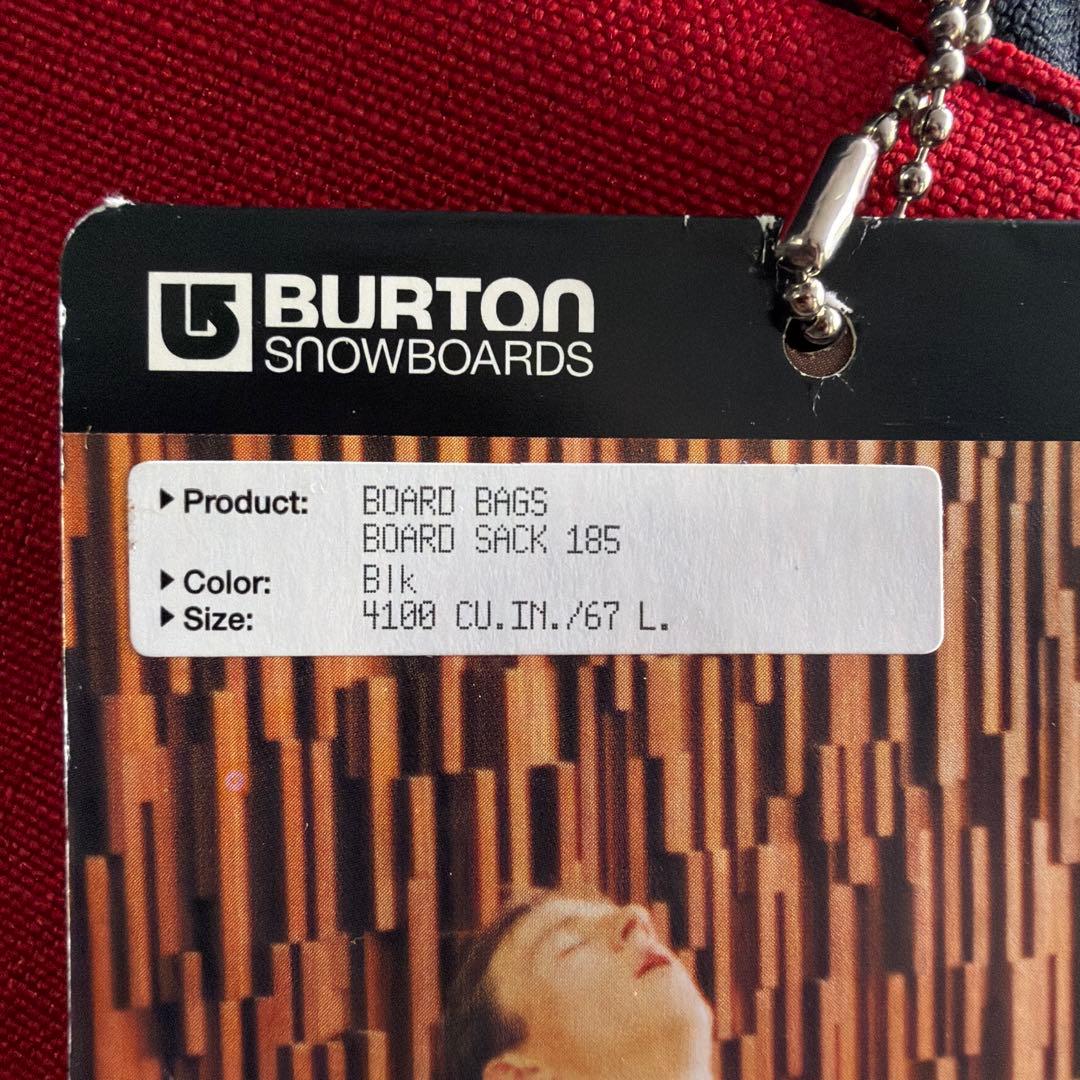 BURTON
SNOWBOARDS
Product: BOARD BAGS
BOARD SACK 185
Color: Blk
Size: 4100 CU.IN./67 L.